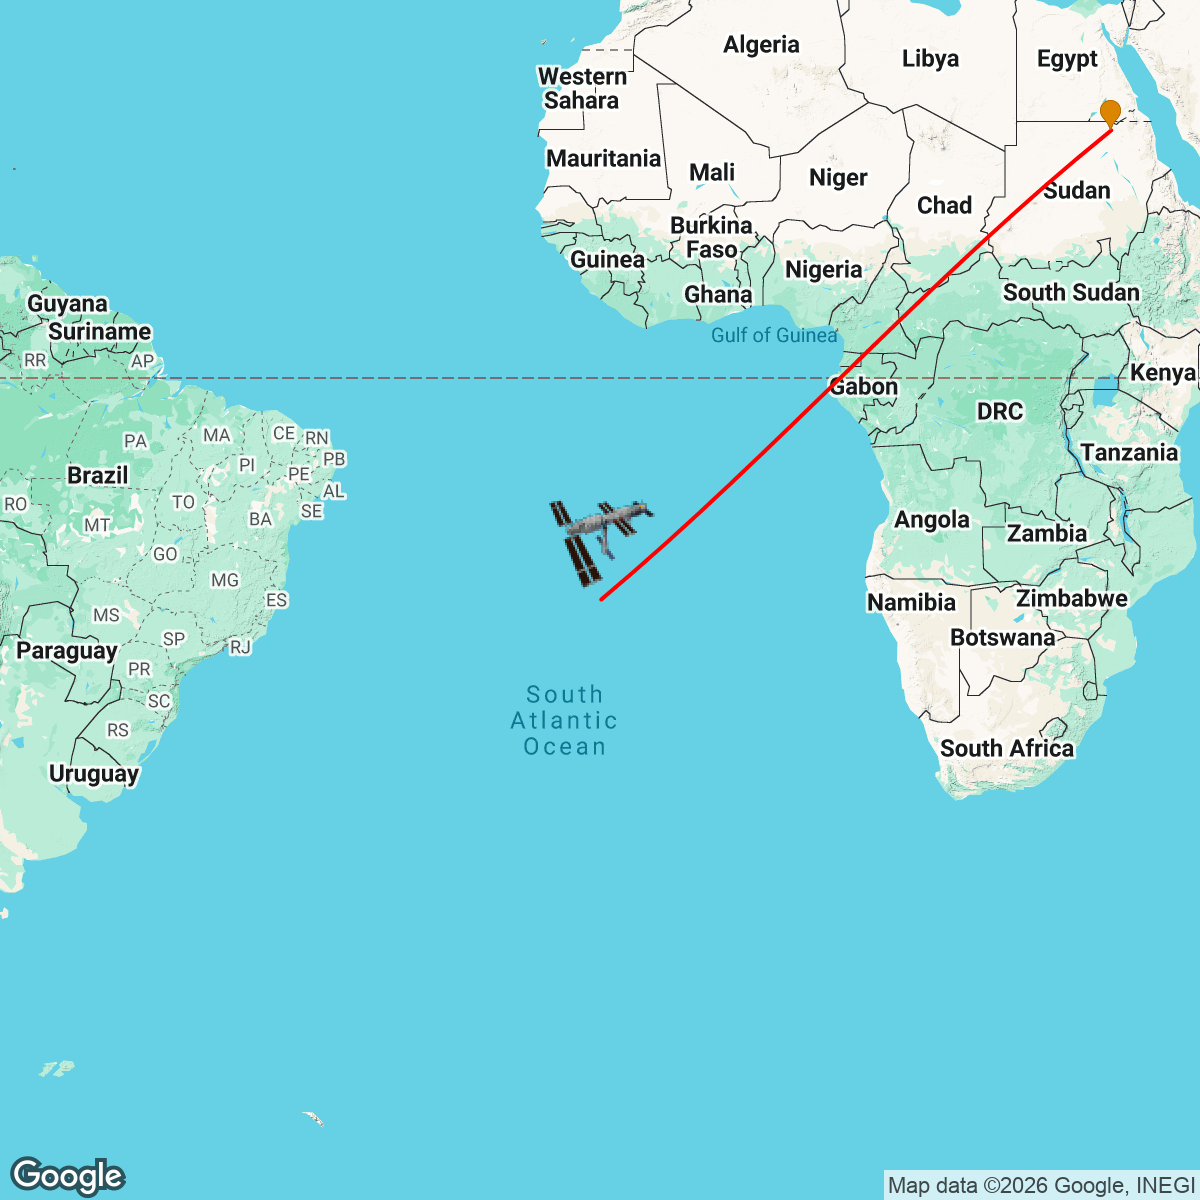 Algeria
Libya
Egypt
Western
Sahara
Mauritania
Mali
Niger
Chad
Sudan
Burkina
Faso
Guinea
Nigeria
Ghana
South Sudan
Gulf of Guinea
Guyana
Suriname
RR
AP
Gabon
Kenya
DRC
PA
MA
CE
RN
PB
PI
PE
AL
Brazil
TO
SE
RO
MT
BA
Tanzania
Angola
Zambia
GO
MG
ES
Namibia
Zimbabwe
MS
SP
RJ
Botswana
Paraguay
PR
SC
RS
South
Atlantic
Ocean
Uruguay
South Africa
Google
Map data ©2026 Google, INEGI